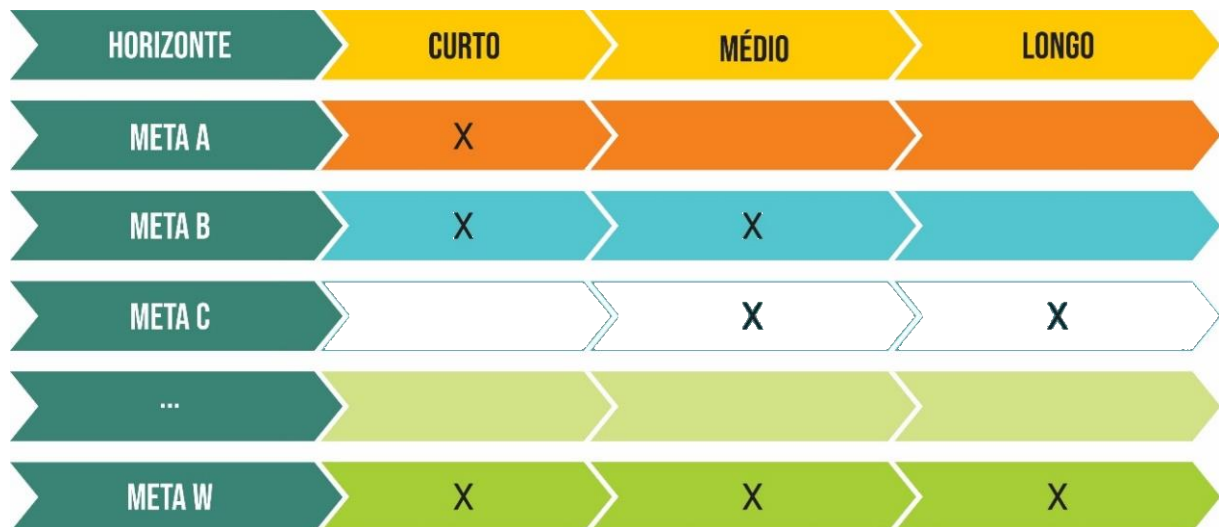 HORIZONTE CURTO MÉDIO LONGO
META A X
META B X X
META C X X
...
META W X X X